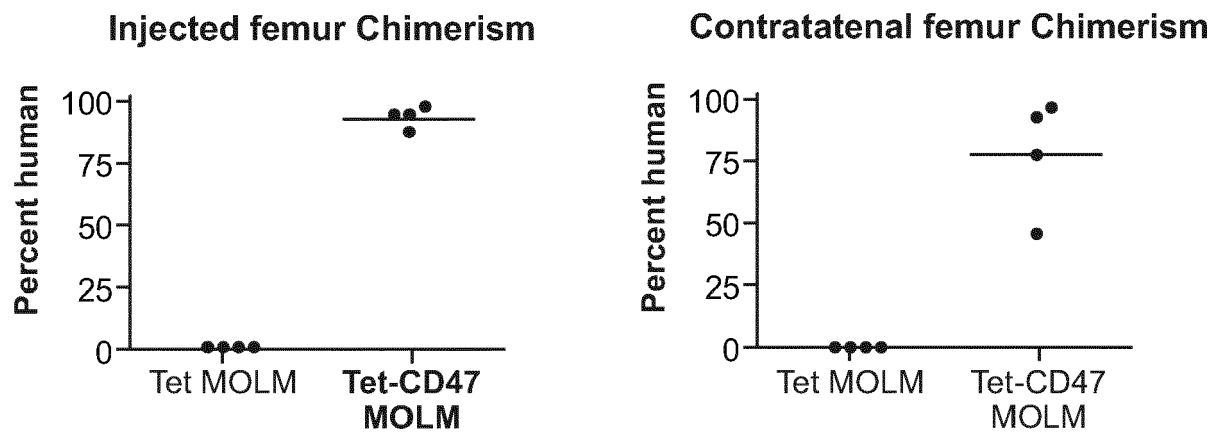 Injected femur Chimerism
Percent human
100
75
50
25
0
Tet MOLM
Tet-CD47
MOLM
Contratatenal femur Chimerism
Percent human
100
75
50
25
0
Tet MOLM
Tet-CD47
MOLM